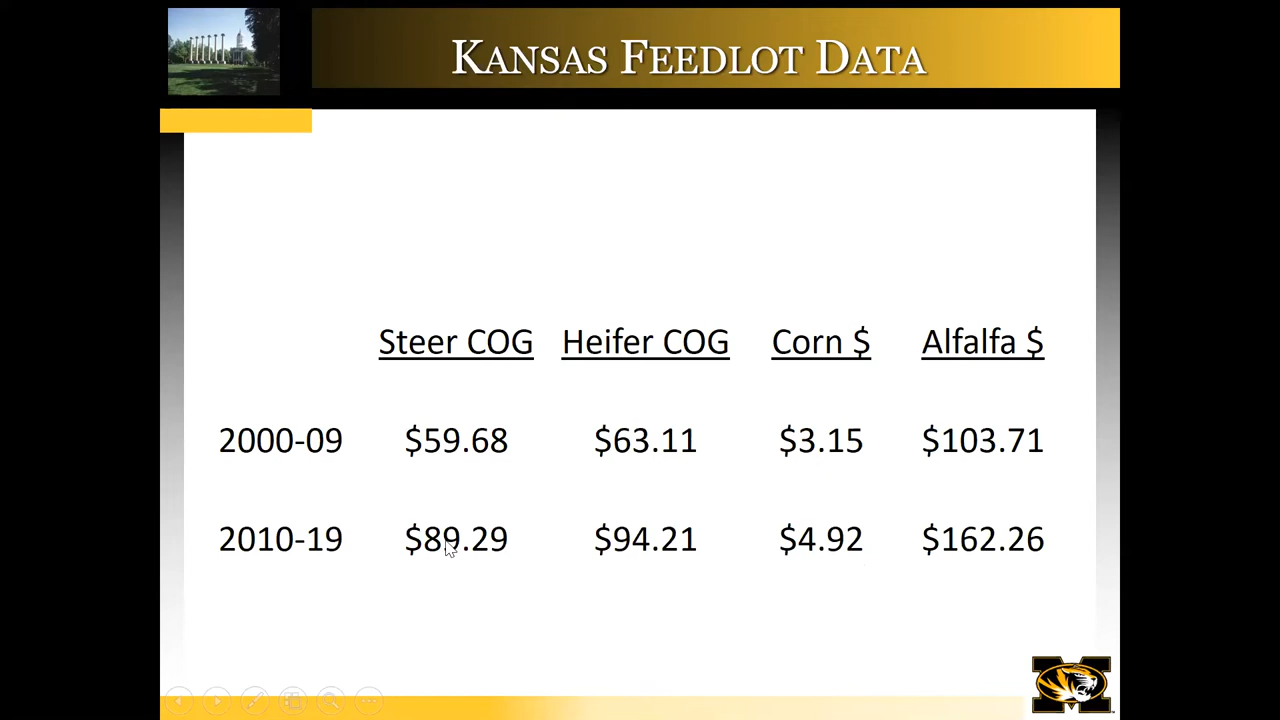 KANSAS FEEDLOT DATA
Steer COG Heifer COG Corn $ Alfalfa $
2000-09 $59.68 $63.11 $3.15 $103.71
2010-19 $89.29 $94.21 $4.92 $162.26